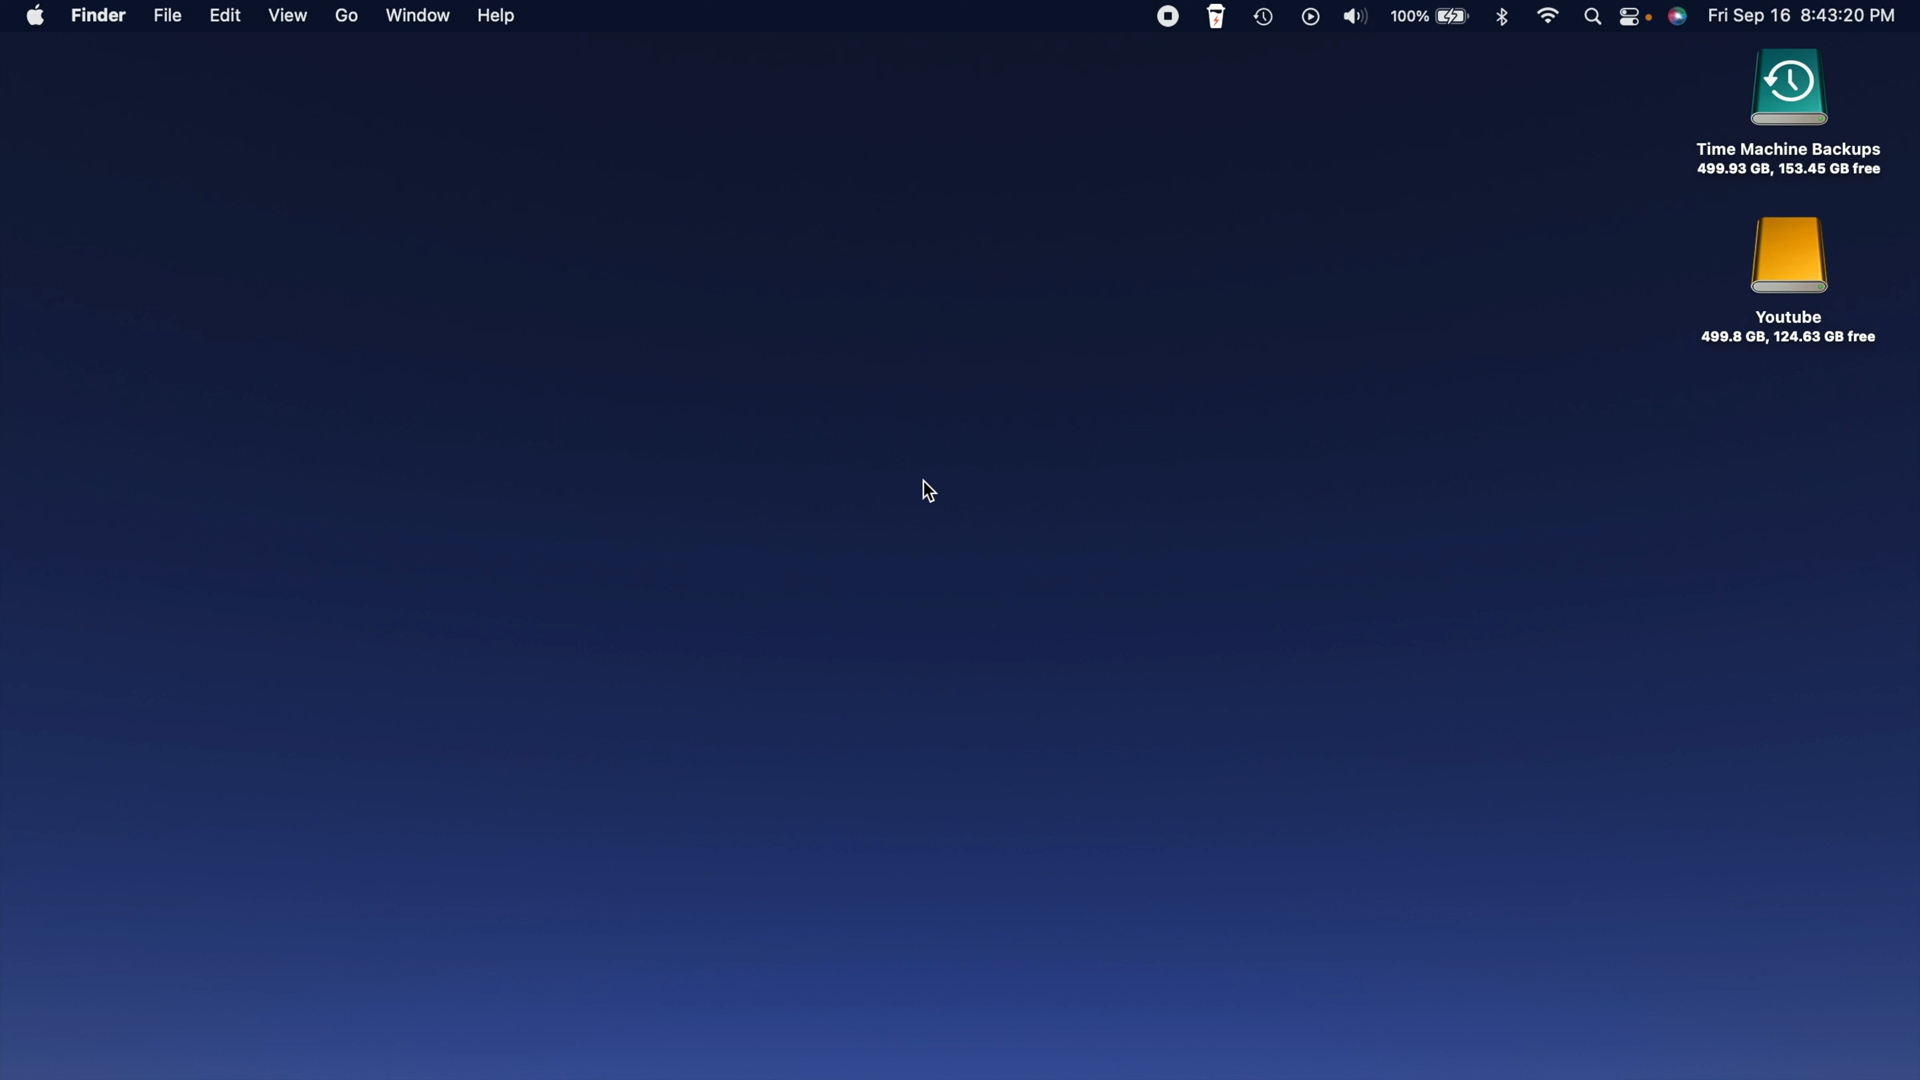 Finder File Edit View Go Window Help 100% Fri Sep 16 8:43:20 PM
Time Machine Backups
499.93 GB, 153.45 GB free
Youtube
499.8 GB, 124.63 GB free